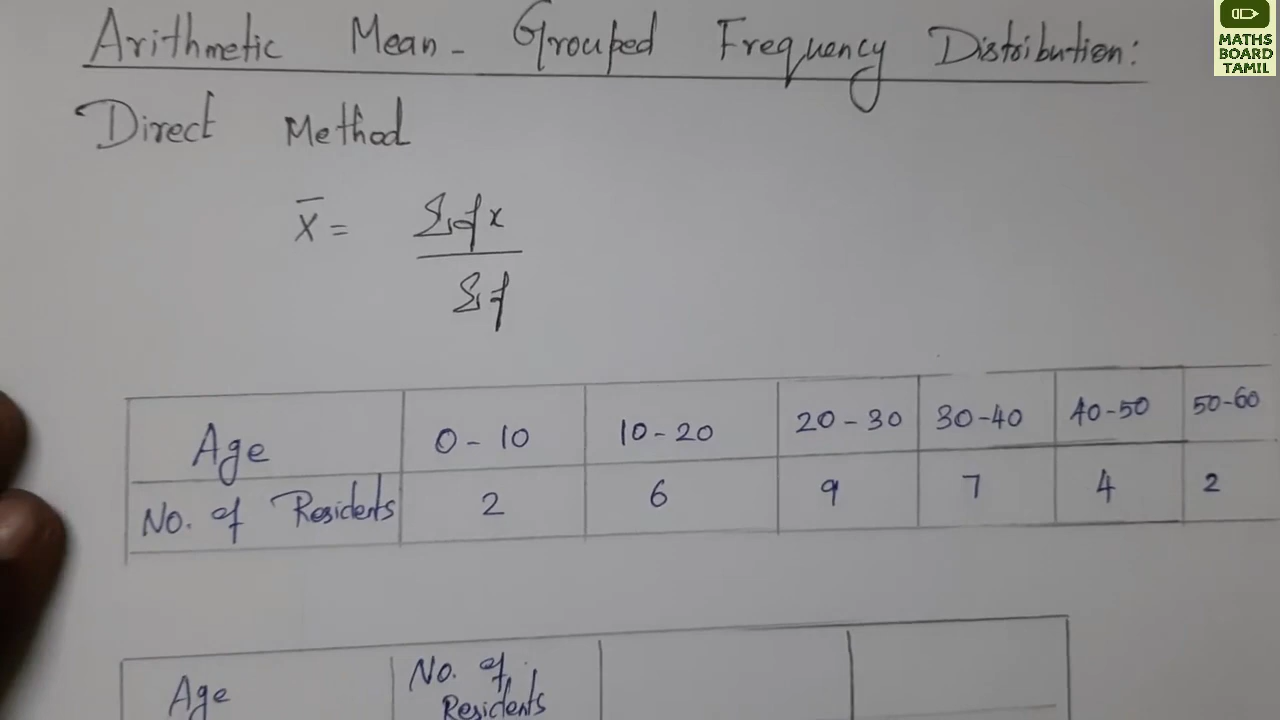 Arithmetic Mean - Grouped Frequency Distribution:
Direct Method
x̄ = Σfx / Σf
Age 0-10 10-20 20-30 30-40 40-50 50-60
No. of Residents 2 6 9 7 4 2
Age No. of
Residents
MATHS
BOARD
TAMIL